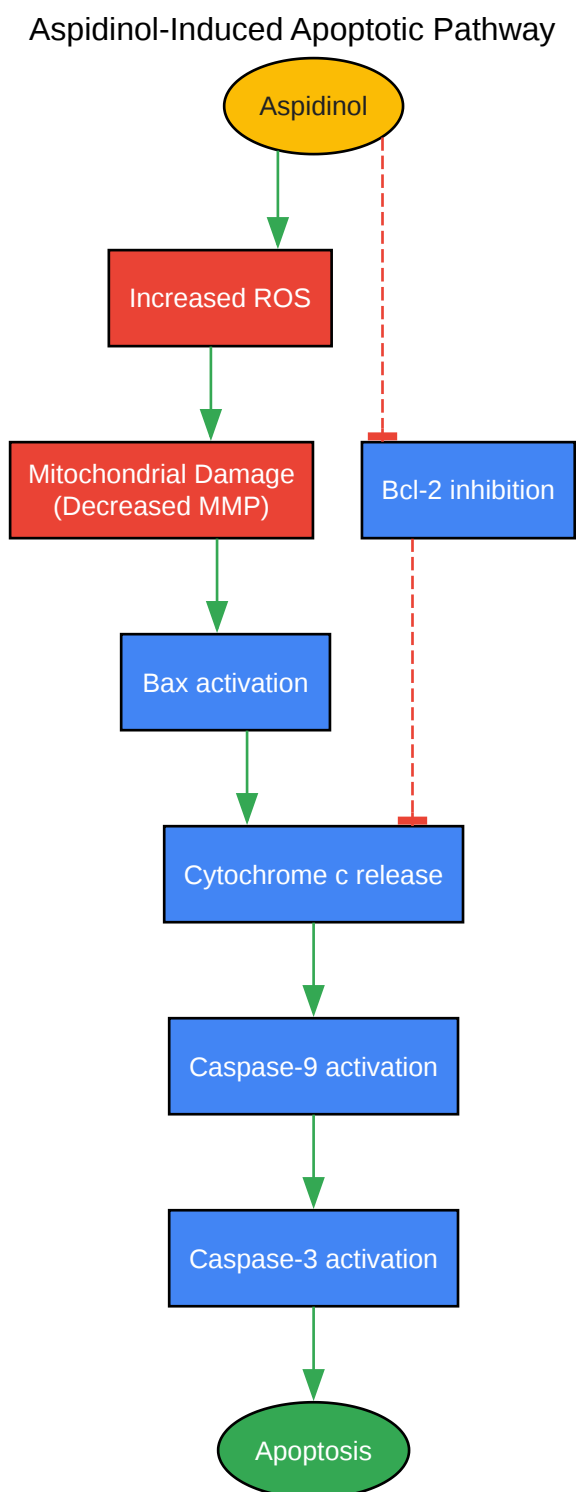 Aspidinol-Induced Apoptotic Pathway
Aspidinol
Increased ROS
Mitochondrial Damage
(Decreased MMP)
Bcl-2 inhibition
Bax activation
Cytochrome c release
Caspase-9 activation
Caspase-3 activation
Apoptosis